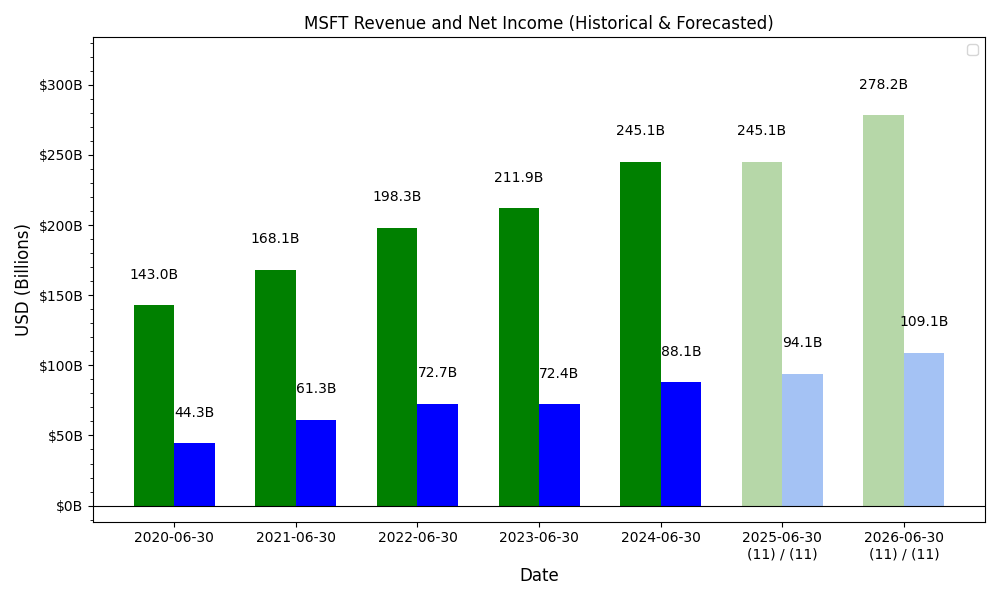 MSFT Revenue and Net Income (Historical & Forecasted)
USD (Billions)
$300B
$250B
$200B
$150B
$100B
$50B
$0B
143.0B
44.3B
168.1B
61.3B
198.3B
72.7B
211.9B
72.4B
245.1B
88.1B
245.1B
94.1B
278.2B
109.1B
2020-06-30
2021-06-30
2022-06-30
2023-06-30
2024-06-30
2025-06-30
(11) / (11)
2026-06-30
(11) / (11)
Date